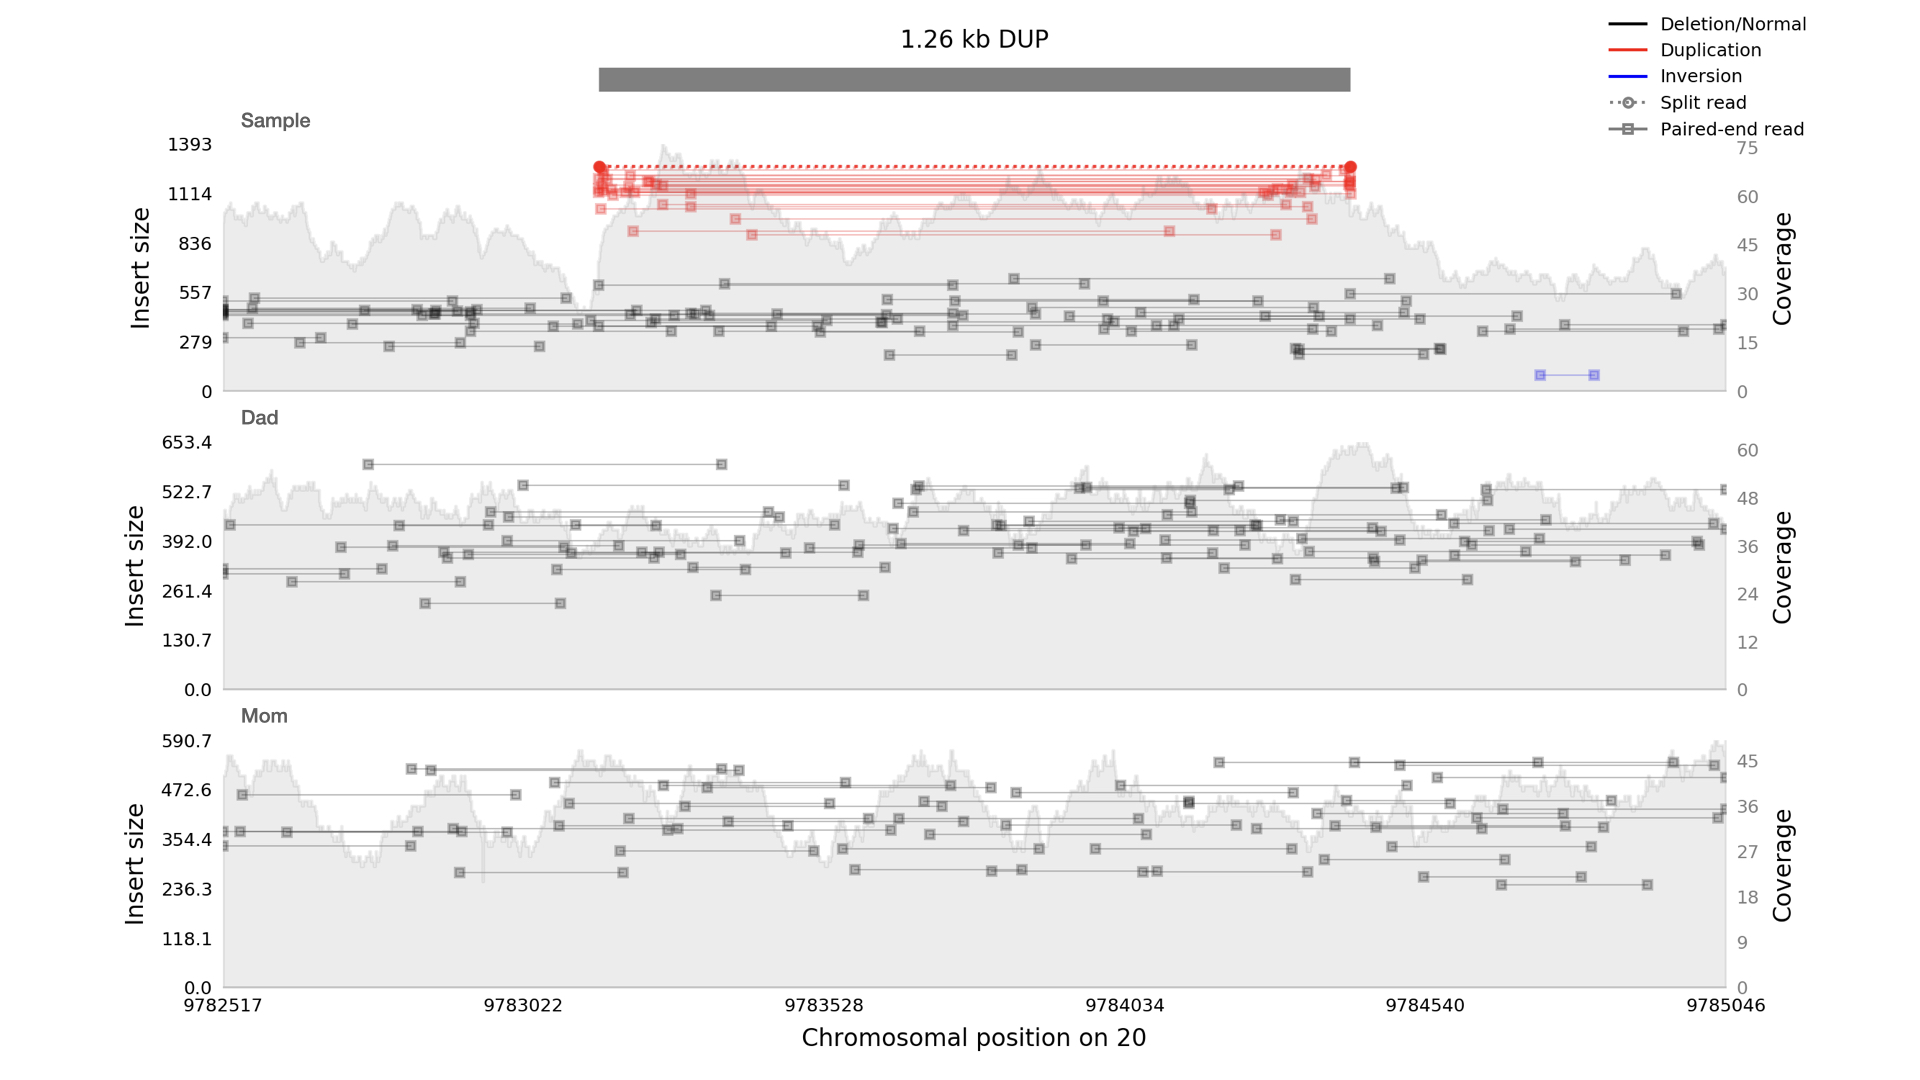 1.26 kb DUP
Deletion/Normal
Duplication
Inversion
Split read
Paired-end read
Sample
1393
1114
836
557
279
0
Insert size
75
60
45
30
15
0
Coverage
Dad
653.4
522.7
392.0
261.4
130.7
0.0
Insert size
60
48
36
24
12
0
Coverage
Mom
590.7
472.6
354.4
236.3
118.1
0.0
Insert size
45
36
27
18
9
0
Coverage
9782517 9783022 9783528 9784034 9784540 9785046
Chromosomal position on 20